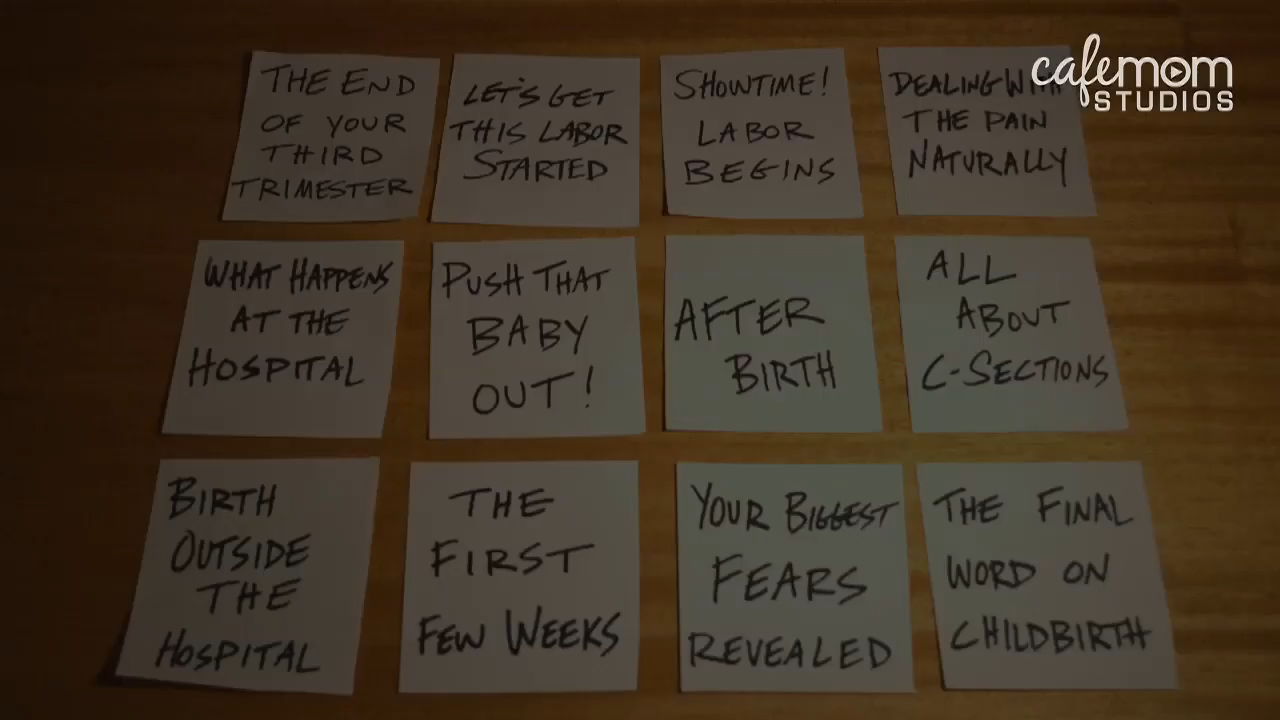 cafemom
STUDIOS
THE END
OF YOUR
THIRD
TRIMESTER
LET'S GET
THIS LABOR
STARTED
SHOWTIME!
LABOR
BEGINS
DEALING WITH
THE PAIN
NATURALLY
WHAT HAPPENS
AT THE
HOSPITAL
PUSH THAT
BABY
OUT!
AFTER
BIRTH
ALL
ABOUT
C-SECTIONS
BIRTH
OUTSIDE
THE
HOSPITAL
THE
FIRST
FEW WEEKS
YOUR BIGGEST
FEARS
REVEALED
THE FINAL
WORD ON
CHILDBIRTH